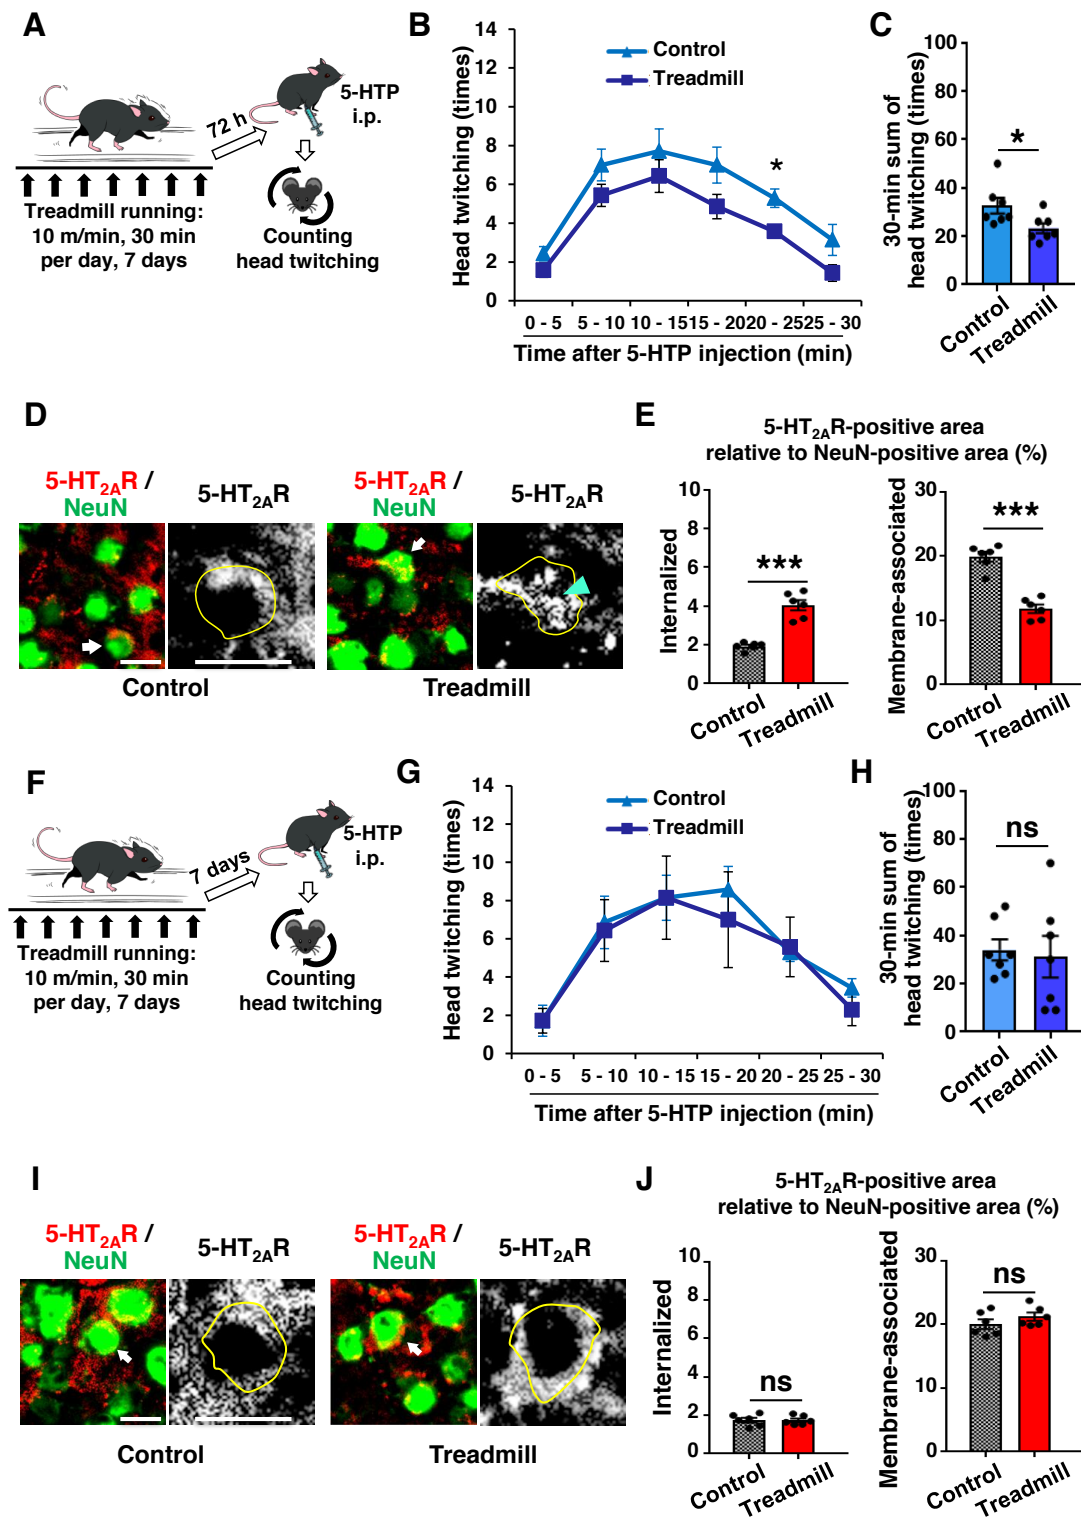 A
72 h
5-HTP
i.p.
Treadmill running:
10 m/min, 30 min
per day, 7 days
Counting
head twitching
B
Head twitching (times)
14
12
10
8
6
4
2
0
Control
Treadmill
*
0 - 5 5 - 10 10 - 15 15 - 20 20 - 25 25 - 30
Time after 5-HTP injection (min)
C
30-min sum of
head twitching (times)
100
80
60
40
20
0
*
Control
Treadmill
D
5-HT2AR /
NeuN
5-HT2AR
5-HT2AR /
NeuN
5-HT2AR
Control
Treadmill
E
5-HT2AR-positive area
relative to NeuN-positive area (%)
Internalized
10
8
6
4
2
0
***
Control
Treadmill
Membrane-associated
30
20
10
0
***
Control
Treadmill
F
7 days
5-HTP
i.p.
Treadmill running:
10 m/min, 30 min
per day, 7 days
Counting
head twitching
G
Head twitching (times)
14
12
10
8
6
4
2
0
Control
Treadmill
0 - 5 5 - 10 10 - 15 15 - 20 20 - 25 25 - 30
Time after 5-HTP injection (min)
H
30-min sum of
head twitching (times)
100
80
60
40
20
0
ns
Control
Treadmill
I
5-HT2AR /
NeuN
5-HT2AR
5-HT2AR /
NeuN
5-HT2AR
Control
Treadmill
J
5-HT2AR-positive area
relative to NeuN-positive area (%)
Internalized
10
8
6
4
2
0
ns
Control
Treadmill
Membrane-associated
30
20
10
0
ns
Control
Treadmill